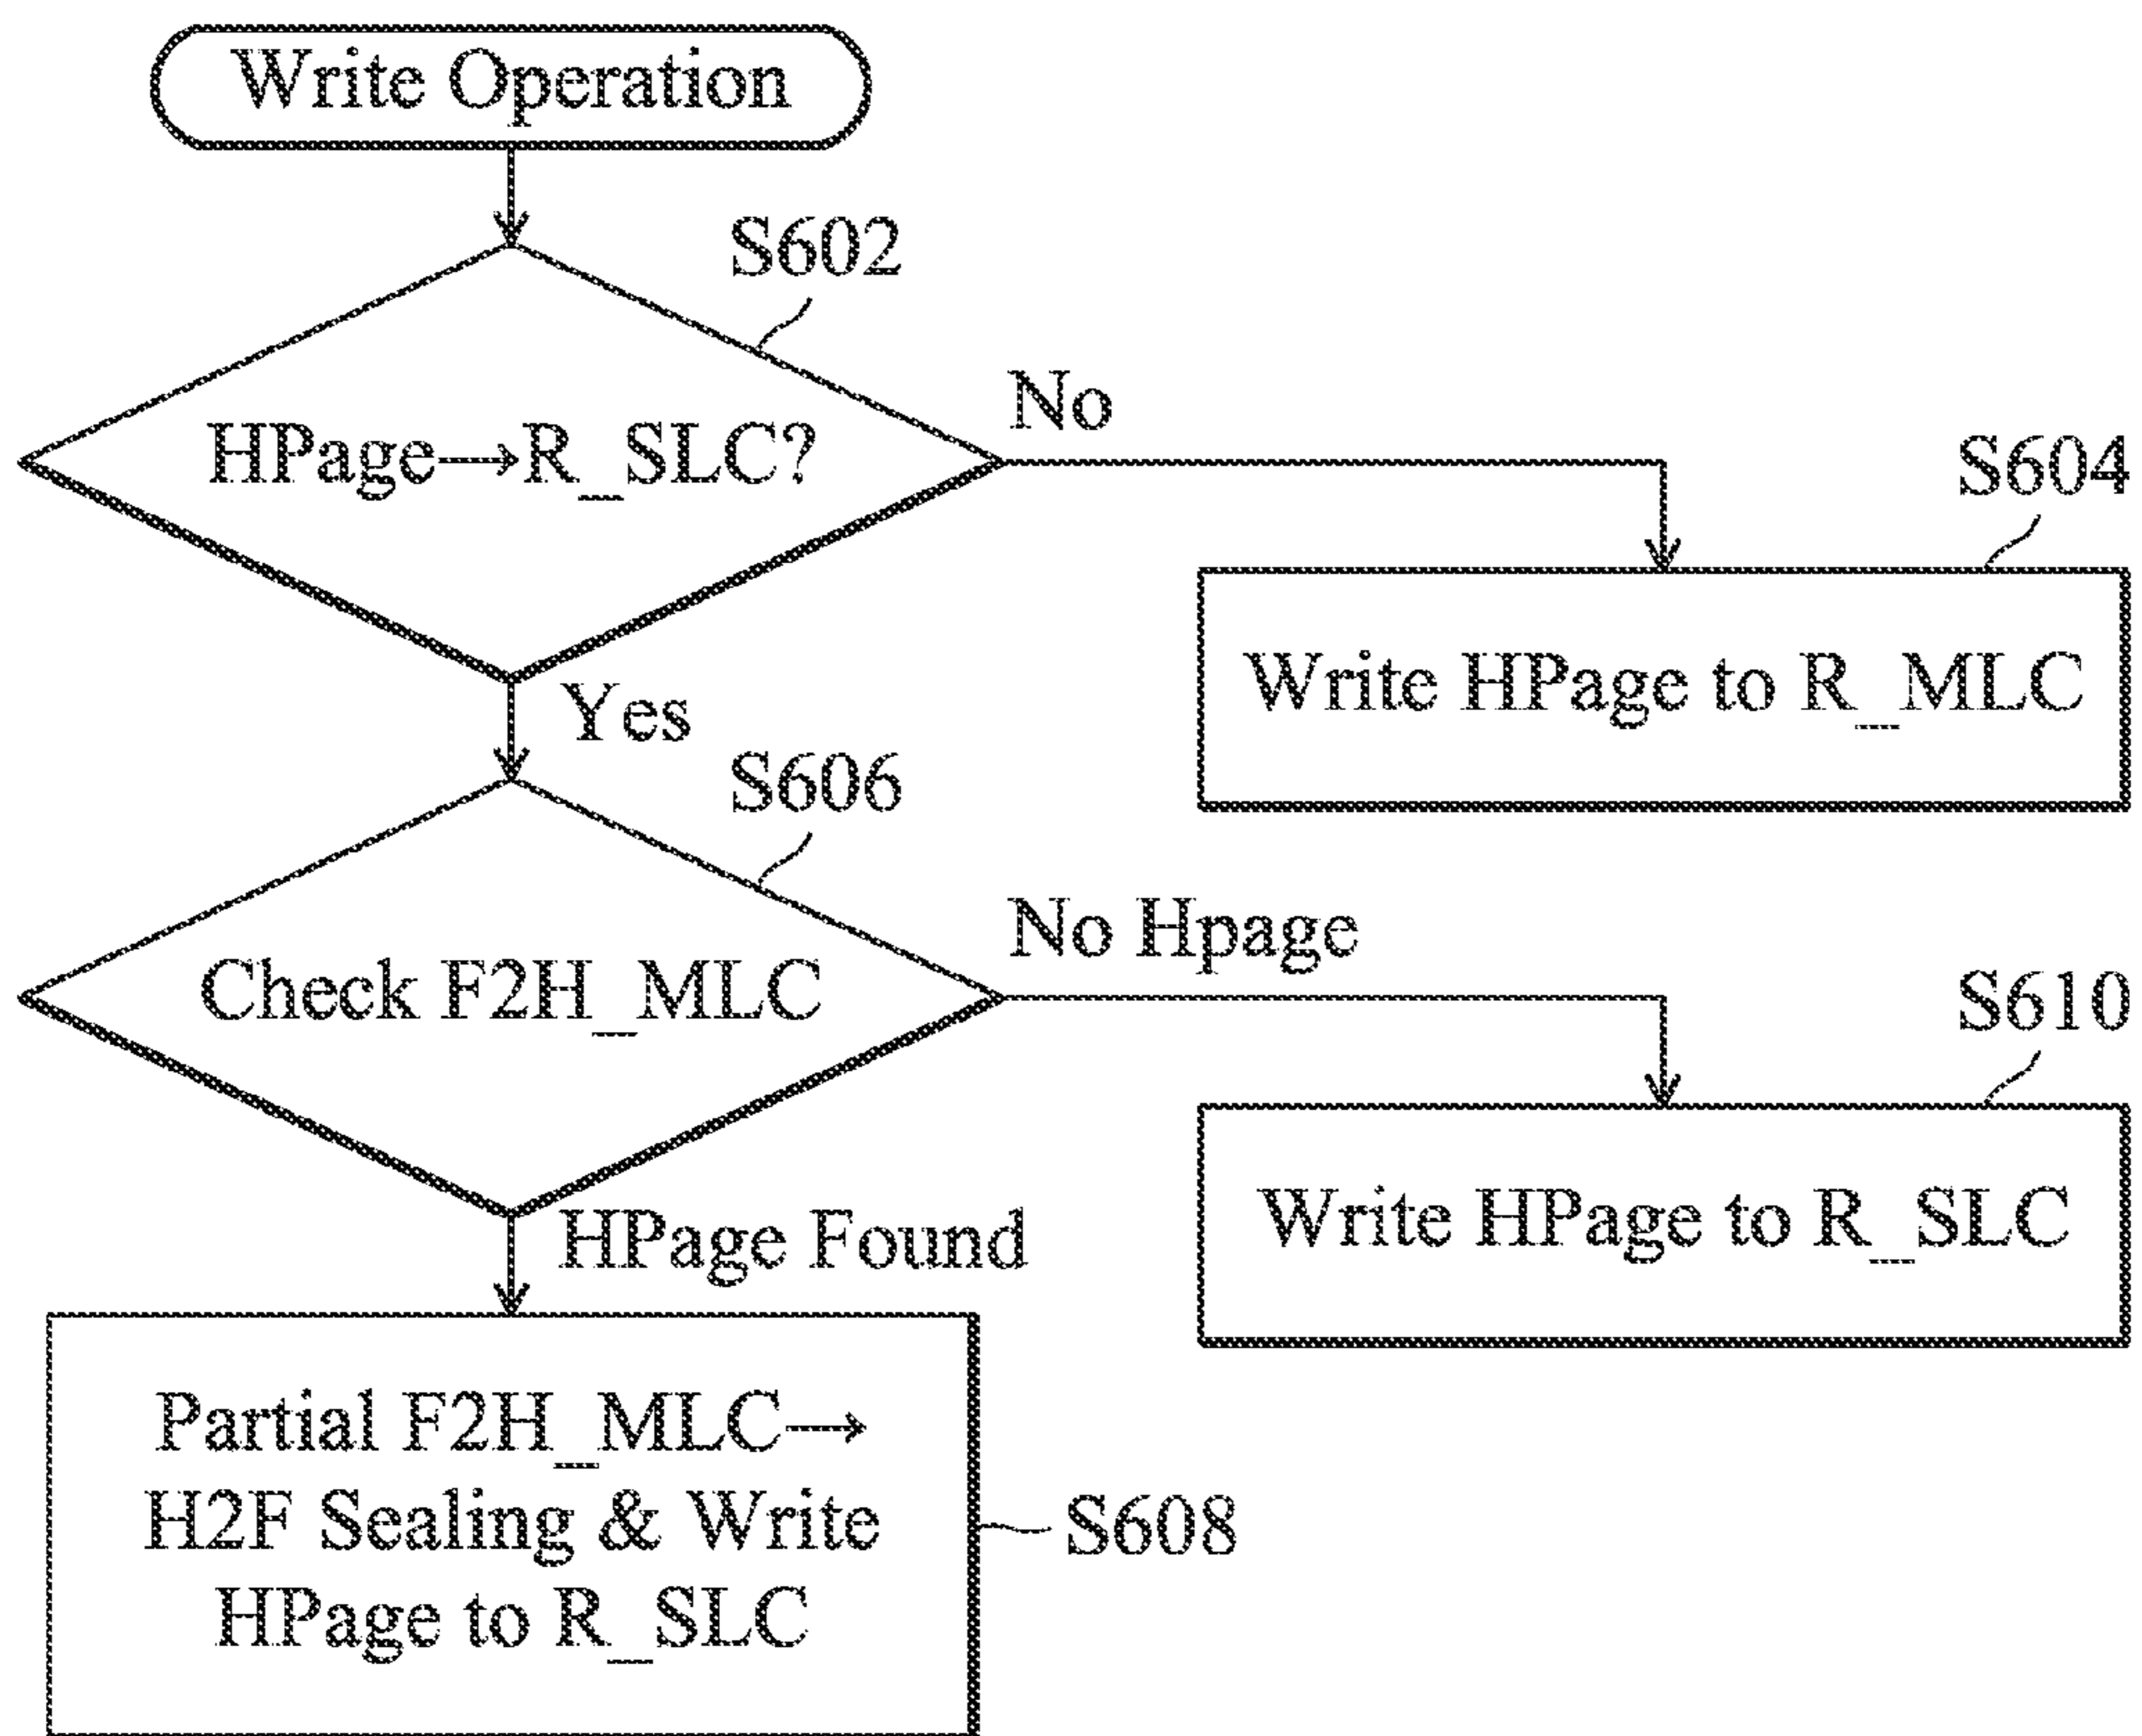 Write Operation
S602
HPage→R_SLC?
No
S604
Write HPage to R_MLC
Yes
S606
Check F2H_MLC
No Hpage
S610
Write HPage to R_SLC
HPage Found
Partial F2H_MLC→
H2F Sealing & Write
HPage to R_SLC
S608